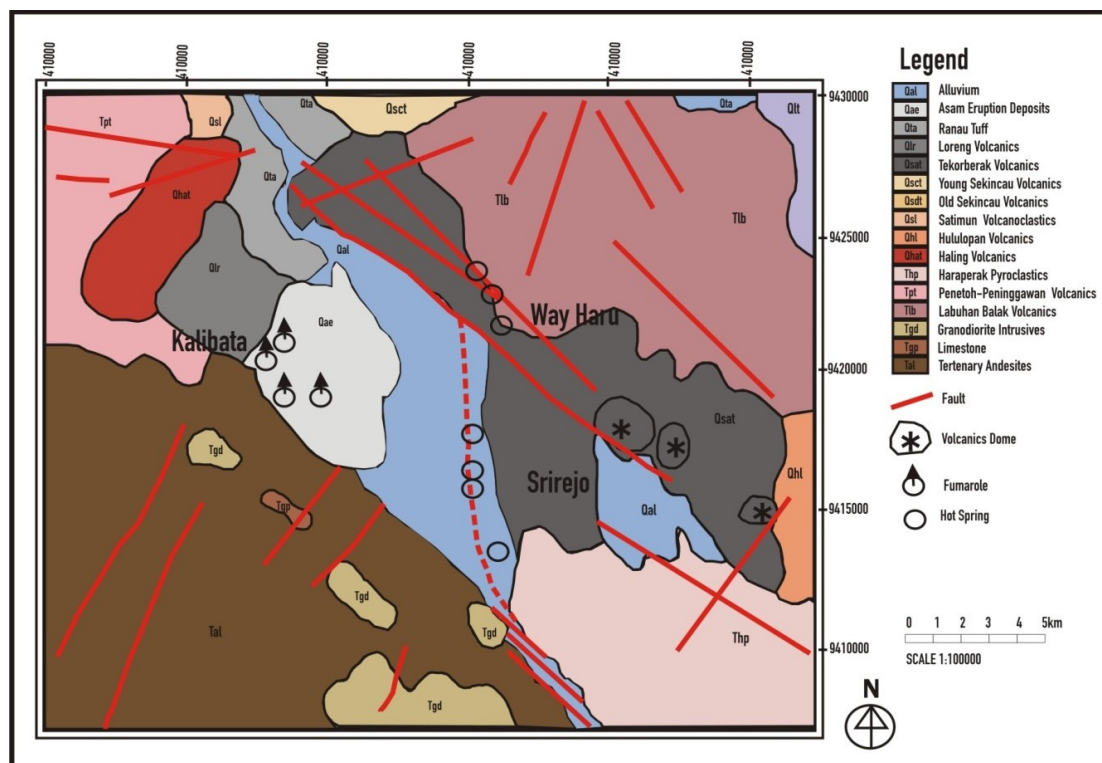 410000 410000 410000 410000 410000 410000
9430000
9425000
9420000
9415000
9410000
Tpt
Qsl
Qta
Qsct
Qta
Qlt
Qhat
Qta
Tlb
Tlb
Qal
Qlr
Way Haru
Qae
Kalibata
Qsat
Tgd
Srirejo
Qhl
Tgp
Qal
Tgd
Tgd
Tal
Thp
Tgd
Legend
Qal Alluvium
Qae Asam Eruption Deposits
Qta Ranau Tuff
Qlr Loreng Volcanics
Qsat Tekorberak Volcanics
Qsct Young Sekincau Volcanics
Qsdt Old Sekincau Volcanics
Qsl Satimun Volcanoclastics
Qhl Hululopan Volcanics
Qhat Haling Volcanics
Thp Haraperak Pyroclastics
Tpt Penetoh-Peninggawan Volcanics
Tlb Labuhan Balak Volcanics
Tgd Granodiorite Intrusives
Tgp Limestone
Tal Tertenary Andesites
Fault
Volcanics Dome
Fumarole
Hot Spring
0 1 2 3 4 5km
SCALE 1:100000
N